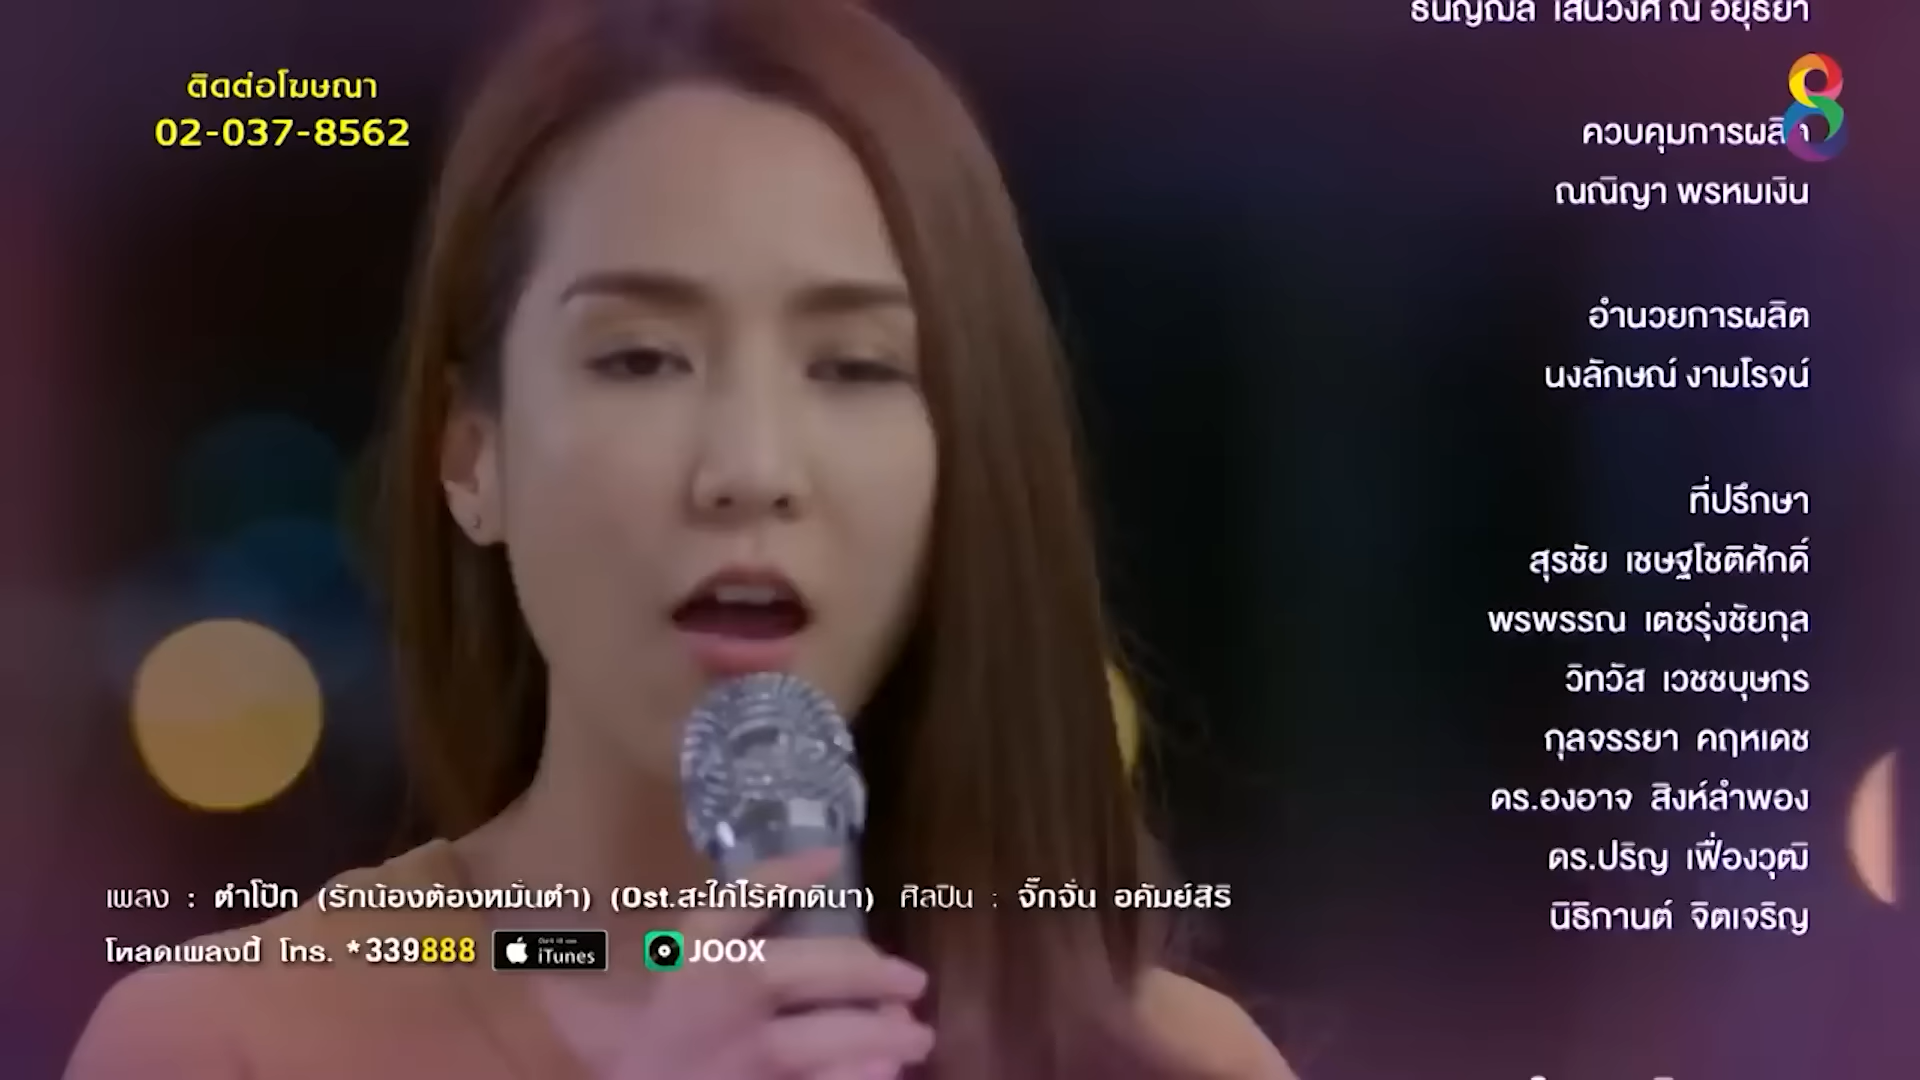 ติดต่อโฆษณา
02-037-8562
ควบคุมการผลิต
ณณิญา พรหมเงิน
อำนวยการผลิต
นงลักษณ์ งามโรจน์
ที่ปรึกษา
สุรชัย เชษฐโชติศักดิ์
พรพรรณ เตชรุ่งชัยกุล
วิทวัส เวชชบุษกร
กุลจรรยา คฤหเดช
ดร.องอาจ สิงห์ลำพอง
ดร.ปริญ เฟื่องวุฒิ
นิธิกานต์ จิตเจริญ
เพลง : ตำโป๊ก (รักน้องต้องหมั่นตำ) (Ost.สะใภ้ไร้ศักดินา) ศิลปิน : จั๊กจั่น อคัมย์สิริ
โหลดเพลงนี้ โทร. *339888 iTunes JOOX